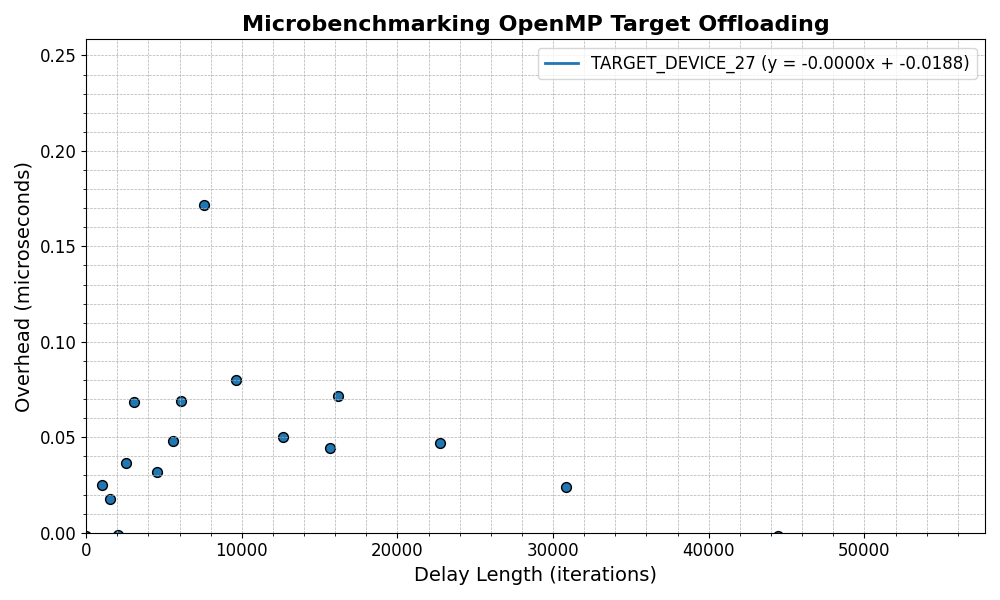 Microbenchmarking OpenMP Target Offloading
TARGET_DEVICE_27 (y = -0.0000x + -0.0188)
Overhead (microseconds)
0.25
0.20
0.15
0.10
0.05
0.00
0 10000 20000 30000 40000 50000
Delay Length (iterations)